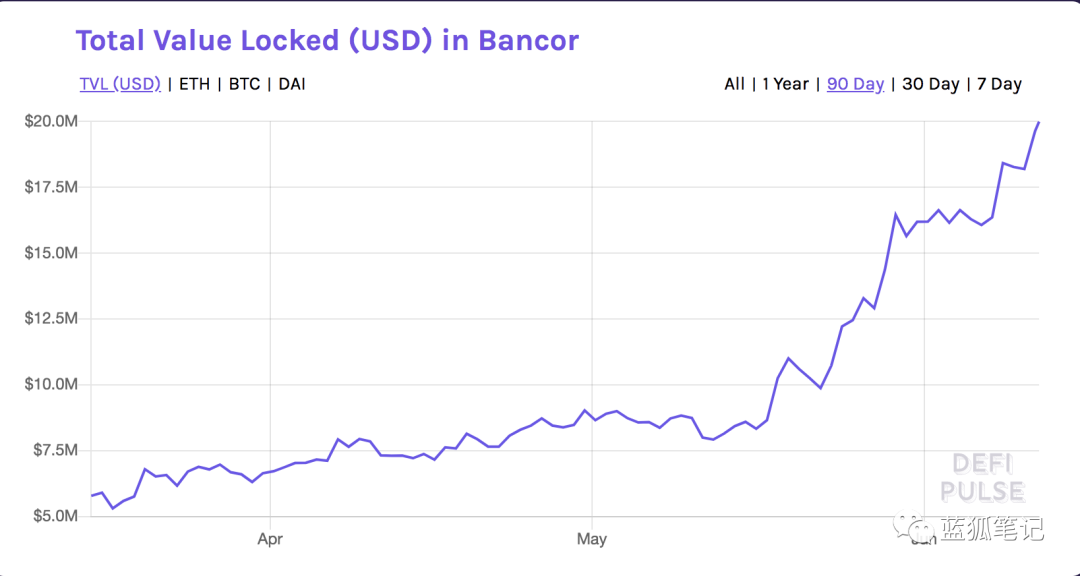 Total Value Locked (USD) in Bancor
TVL (USD) | ETH | BTC | DAI
All | 1 Year | 90 Day | 30 Day | 7 Day
$20.0M
$17.5M
$15.0M
$12.5M
$10.0M
$7.5M
$5.0M
DEFI
PULSE
Apr
May
Jun
蓝狐笔记